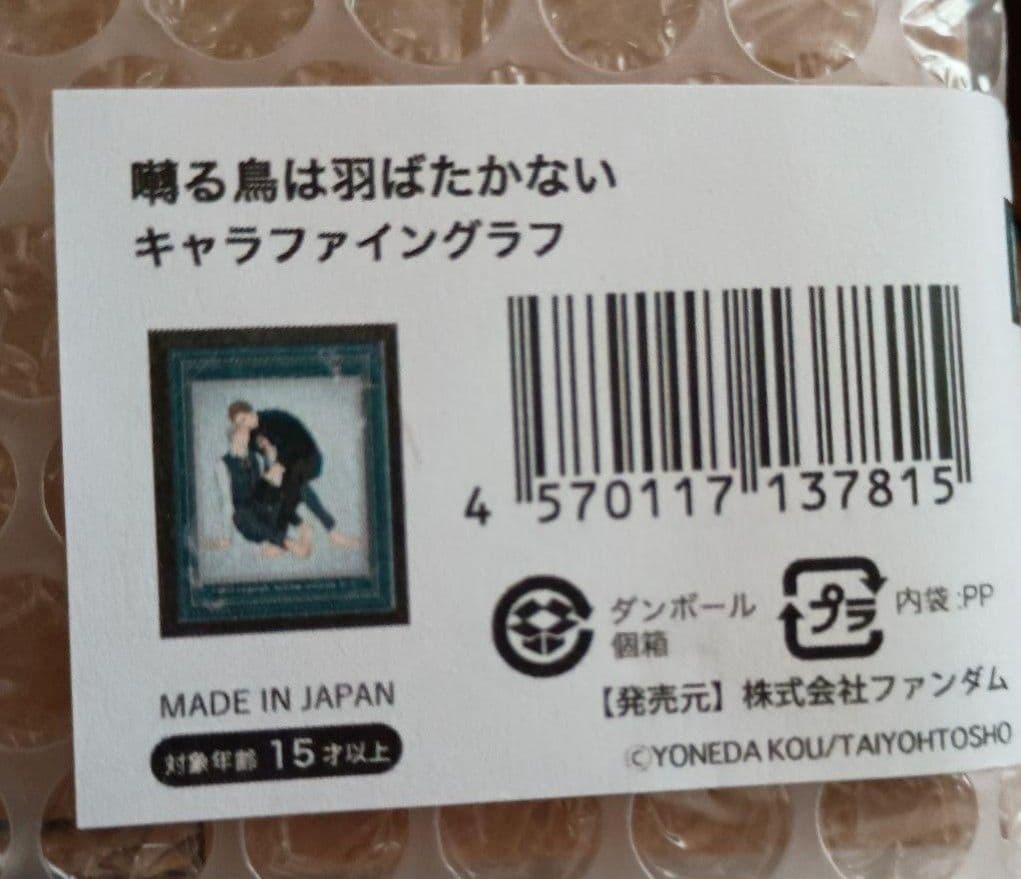 囀る鳥は羽ばたかない
キャラファイングラフ
4 570117 137815
ダンボール
個箱
プラ
内袋:PP
MADE IN JAPAN
【発売元】株式会社ファンダム
対象年齢 15才以上
©YONEDA KOU/TAIYOHTOSHO